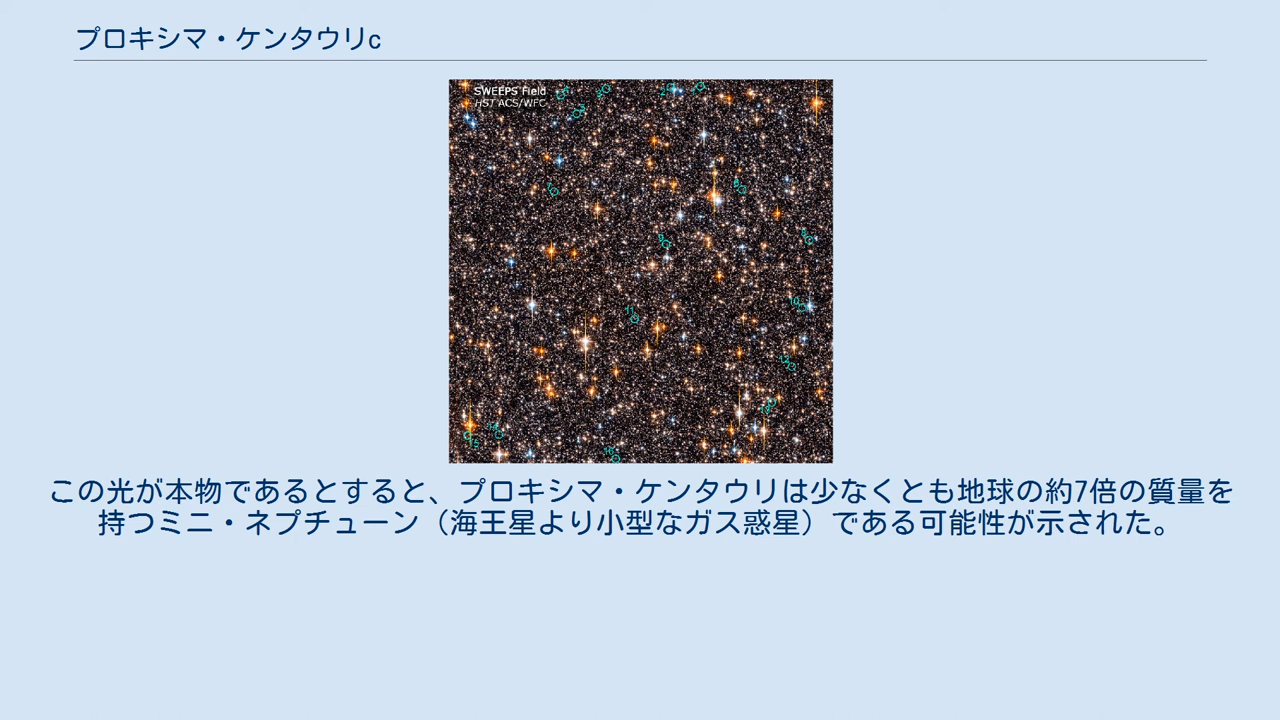 プロキシマ・ケンタウリc
SWEEPS Field
HST ACS/WFC
この光が本物であるとすると、プロキシマ・ケンタウリは少なくとも地球の約7倍の質量を
持つミニ・ネプチューン（海王星より小型なガス惑星）である可能性が示された。